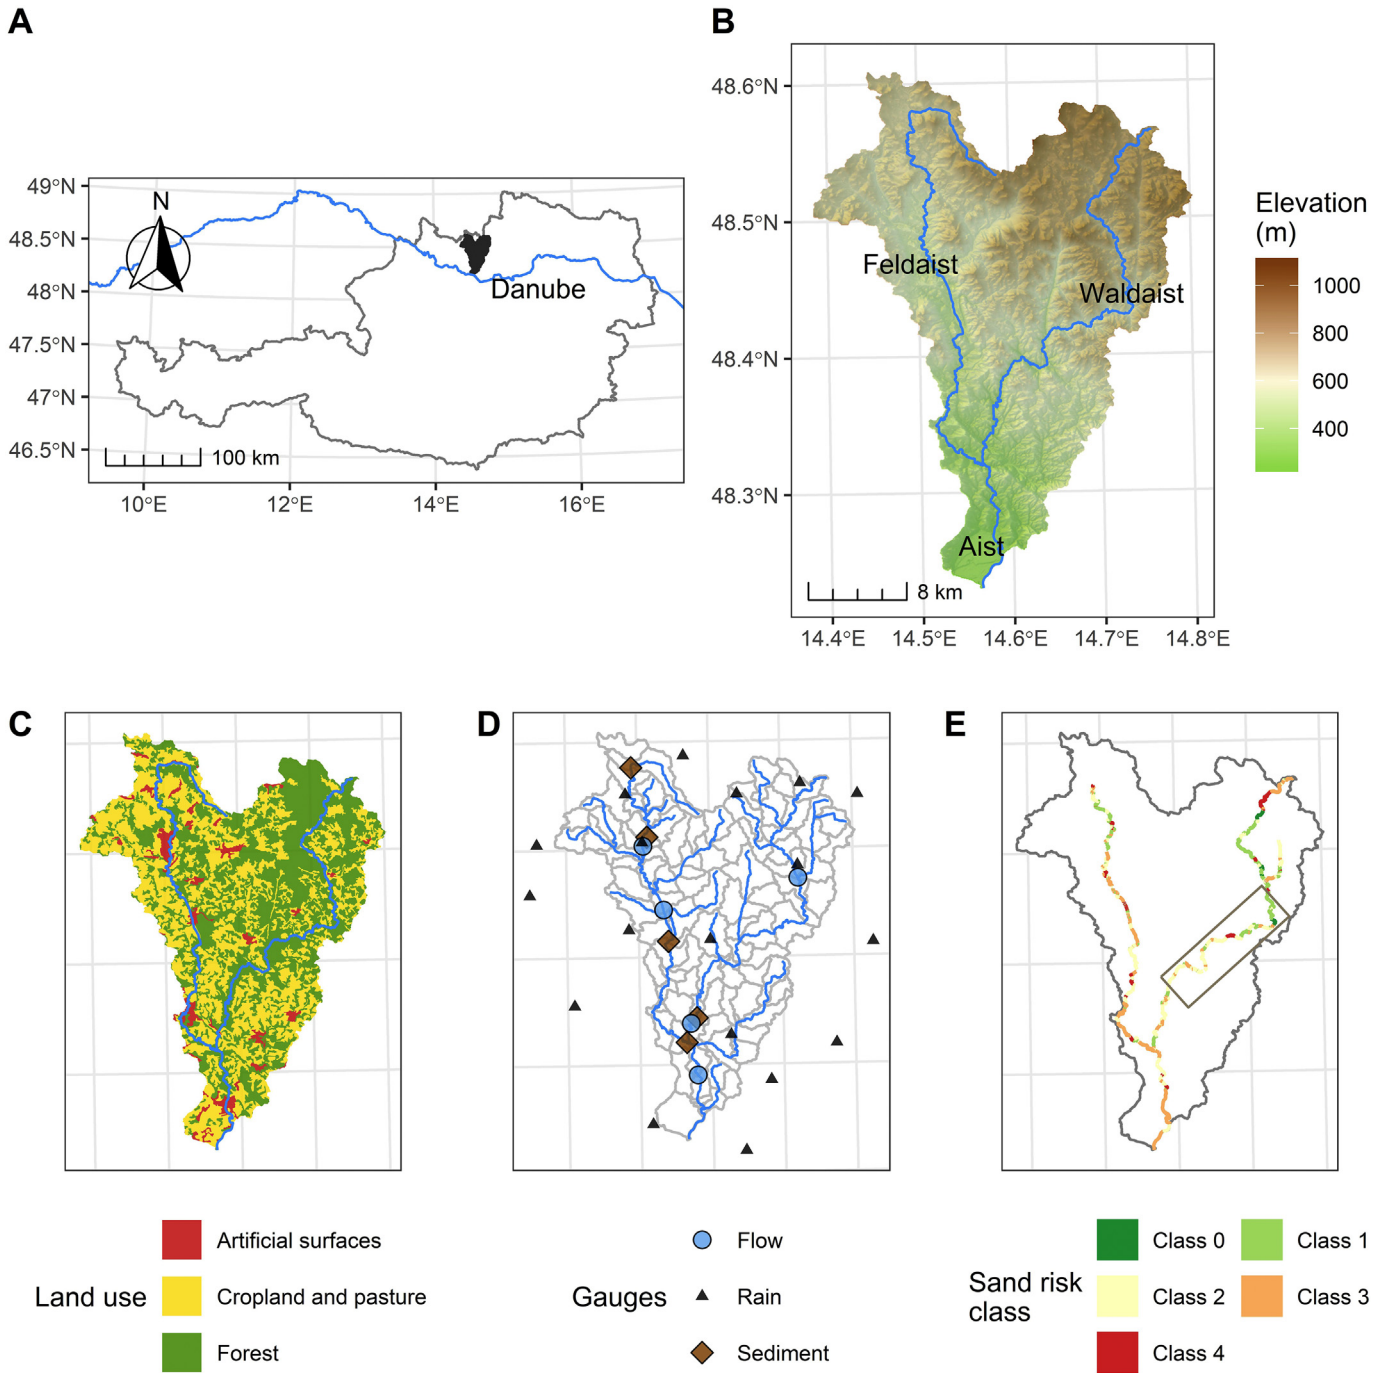 A
49°N
48.5°N
48°N
47.5°N
47°N
46.5°N
N
Danube
100 km
10°E
12°E
14°E
16°E
B
48.6°N
48.5°N
48.4°N
48.3°N
Feldaist
Waldaist
Aist
8 km
14.4°E
14.5°E
14.6°E
14.7°E
14.8°E
Elevation
(m)
1000
800
600
400
C
D
E
Land use
Artificial surfaces
Cropland and pasture
Forest
Gauges
Flow
Rain
Sediment
Sand risk
class
Class 0
Class 1
Class 2
Class 3
Class 4